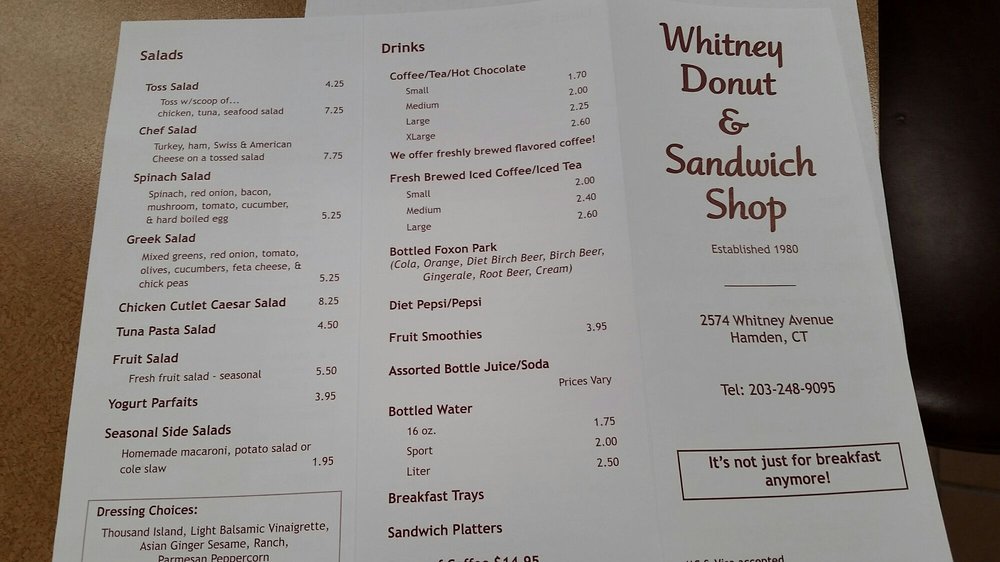 Salads
Toss Salad 4.25
Toss w/scoop of...
chicken, tuna, seafood salad 7.25
Chef Salad
Turkey, ham, Swiss & American
Cheese on a tossed salad 7.75
Spinach Salad
Spinach, red onion, bacon,
mushroom, tomato, cucumber,
& hard boiled egg 5.25
Greek Salad
Mixed greens, red onion, tomato,
olives, cucumbers, feta cheese, &
chick peas 5.25
Chicken Cutlet Caesar Salad 8.25
Tuna Pasta Salad 4.50
Fruit Salad
Fresh fruit salad - seasonal 5.50
Yogurt Parfaits 3.95
Seasonal Side Salads
Homemade macaroni, potato salad or
cole slaw 1.95
Dressing Choices:
Thousand Island, Light Balsamic Vinaigrette,
Asian Ginger Sesame, Ranch,
Parmesan Peppercorn
Drinks
Coffee/Tea/Hot Chocolate
Small 1.70
Medium 2.00
Large 2.25
XLarge 2.60
We offer freshly brewed flavored coffee!
Fresh Brewed Iced Coffee/Iced Tea
Small 2.00
Medium 2.40
Large 2.60
Bottled Foxon Park
(Cola, Orange, Diet Birch Beer, Birch Beer,
Gingerale, Root Beer, Cream)
Diet Pepsi/Pepsi
Fruit Smoothies 3.95
Assorted Bottle Juice/Soda
Prices Vary
Bottled Water
16 oz. 1.75
Sport 2.00
Liter 2.50
Breakfast Trays
Sandwich Platters
of Coffee $14.95
Whitney
Donut
&
Sandwich
Shop
Established 1980
2574 Whitney Avenue
Hamden, CT
Tel: 203-248-9095
It's not just for breakfast
anymore!
Visa accepted